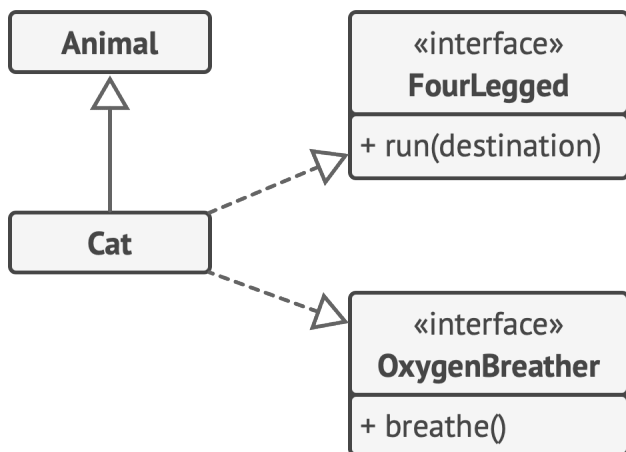 Animal
«interface»
FourLegged
+ run(destination)
Cat
«interface»
OxygenBreather
+ breathe()